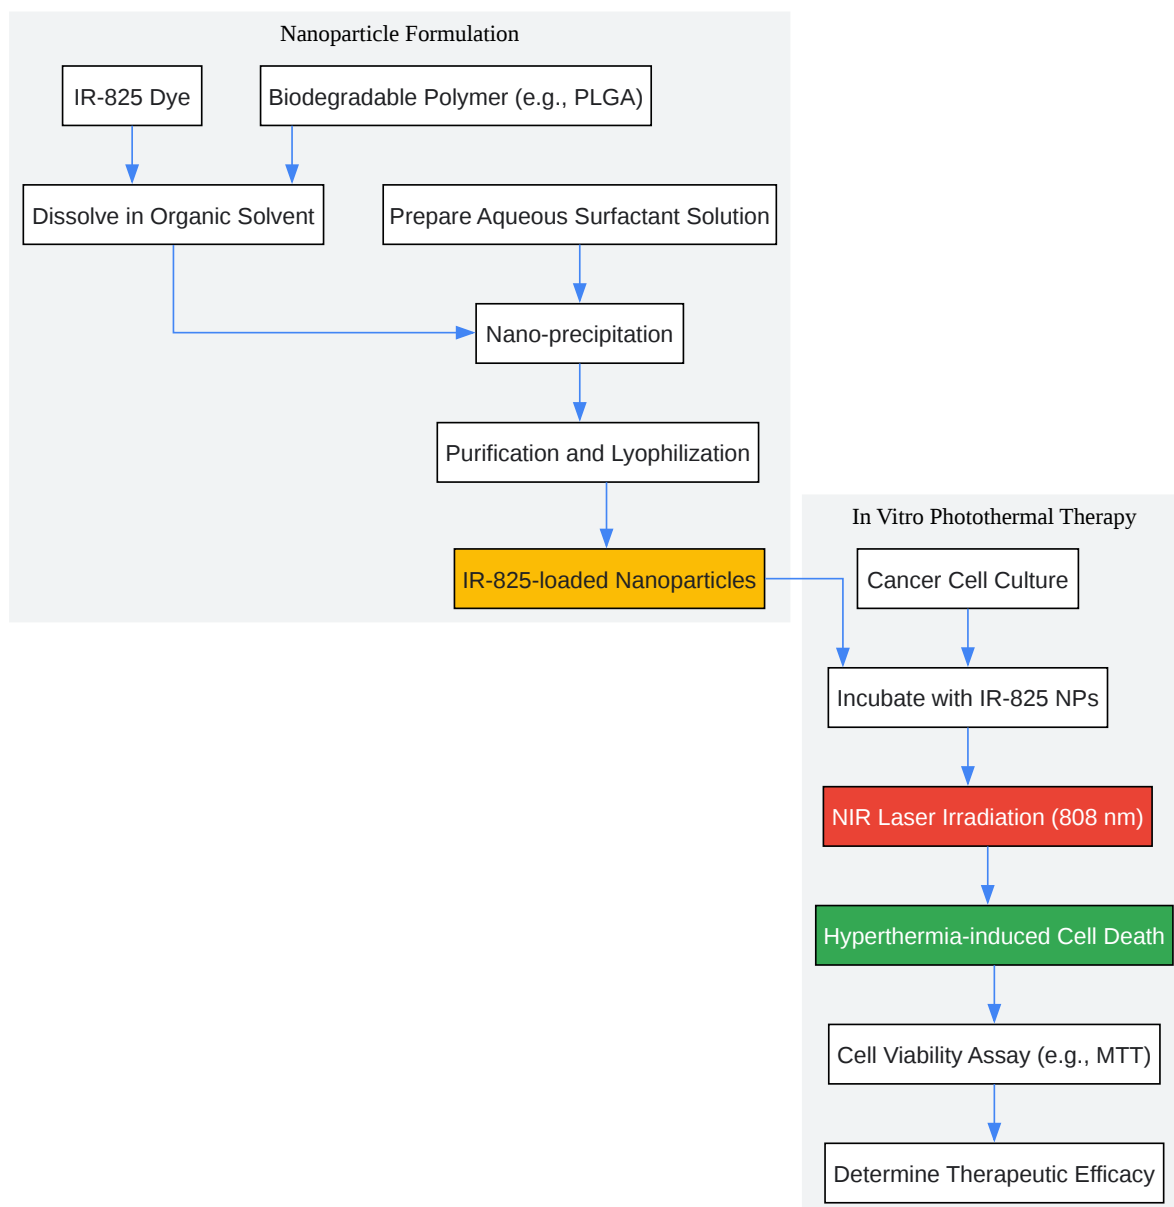 Nanoparticle Formulation
IR-825 Dye
Biodegradable Polymer (e.g., PLGA)
Dissolve in Organic Solvent
Prepare Aqueous Surfactant Solution
Nano-precipitation
Purification and Lyophilization
IR-825-loaded Nanoparticles
In Vitro Photothermal Therapy
Cancer Cell Culture
Incubate with IR-825 NPs
NIR Laser Irradiation (808 nm)
Hyperthermia-induced Cell Death
Cell Viability Assay (e.g., MTT)
Determine Therapeutic Efficacy